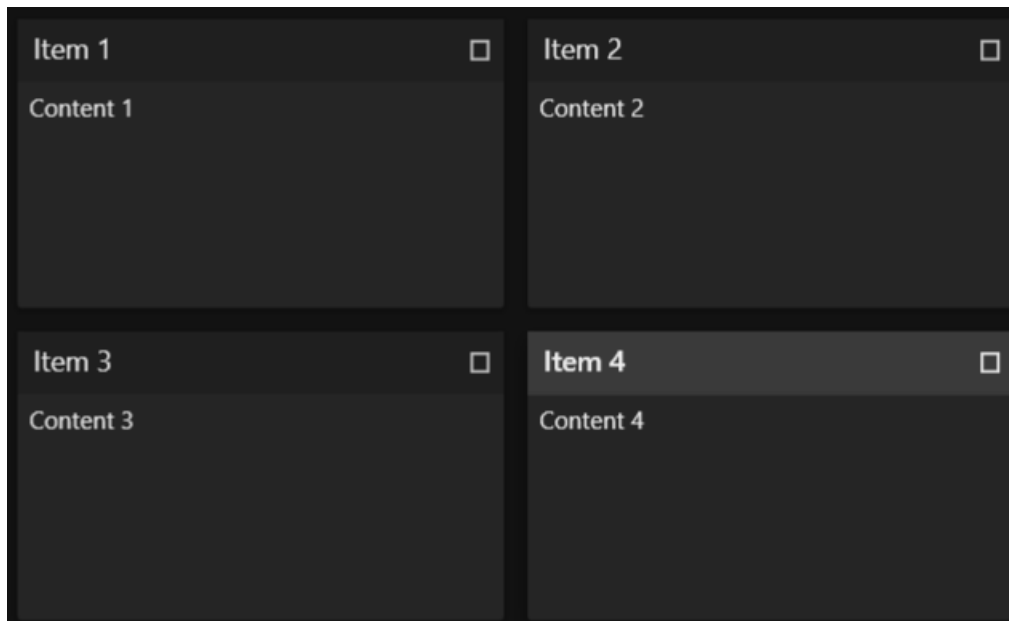 Item 1
Content 1
Item 2
Content 2
Item 3
Content 3
Item 4
Content 4